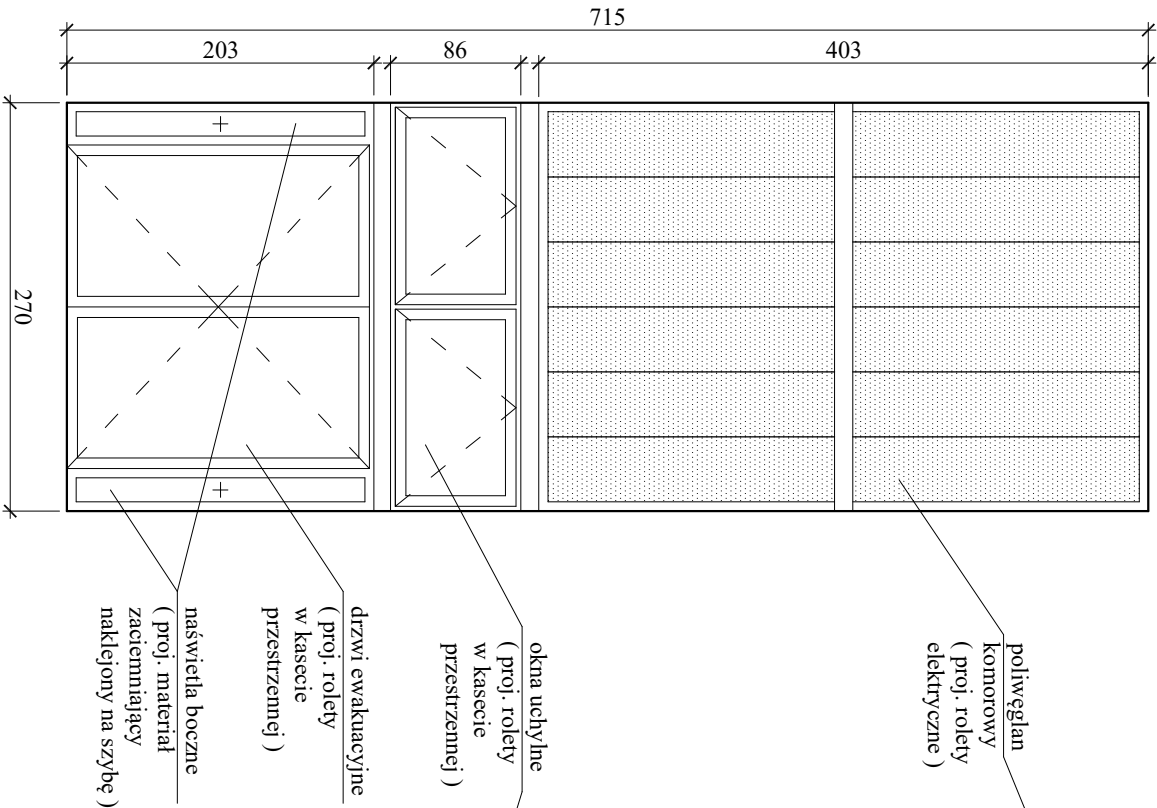 715
203
86
403
270
poliwęglan
komorowy
( proj. rolety
elektryczne )
okna uchylne
( proj. rolety
w kasecie
przestrzennej )
drzwi ewakuacyjne
( proj. rolety
w kasecie
przestrzennej )
naświetla boczne
( proj. materiał
zaciemniający
naklejony na szybę )